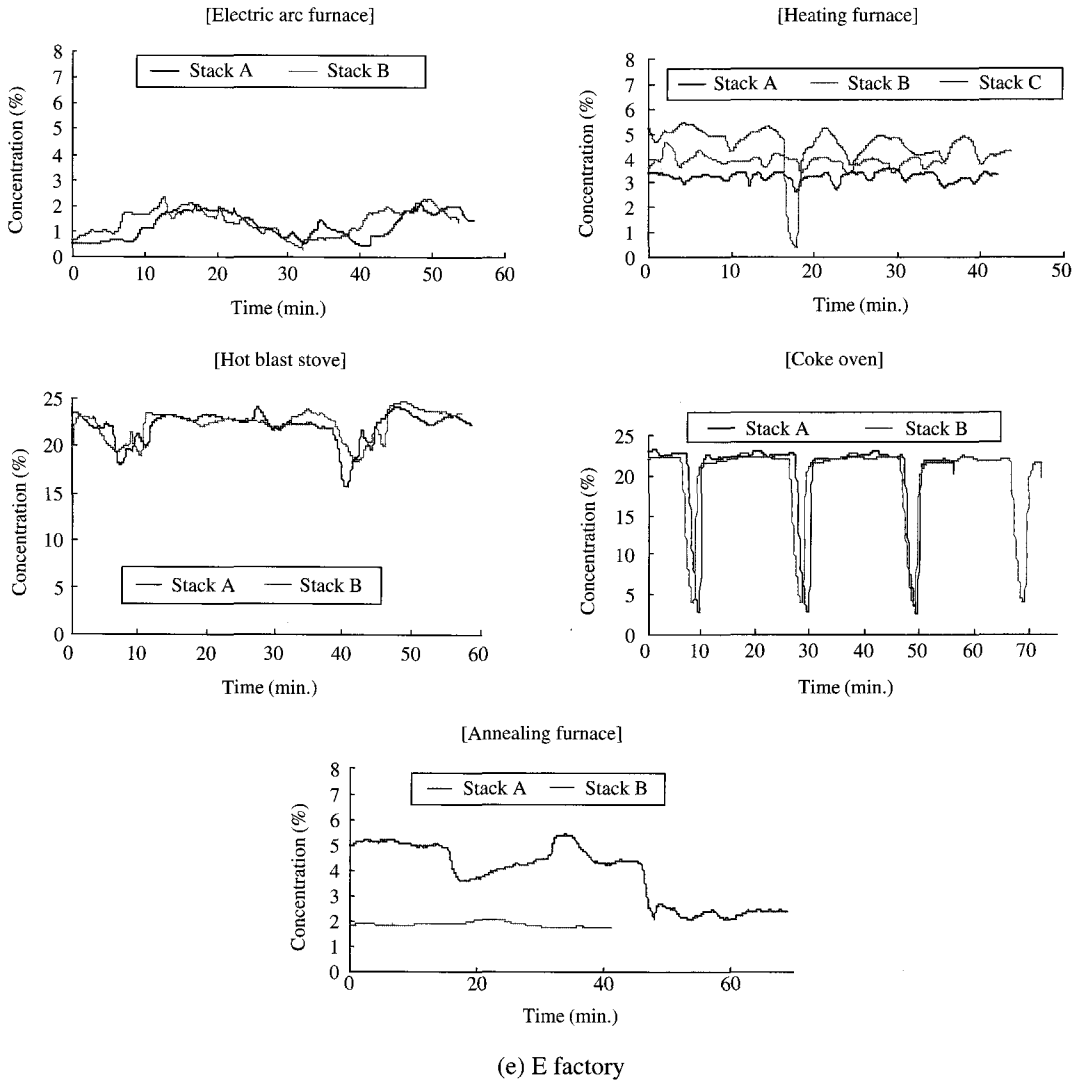 [Electric arc furnace]
8
7
6
5
4
3
2
1
0
Concentration (%)
Stack A Stack B
0 10 20 30 40 50 60
Time (min.)
[Heating furnace]
8
7
6
5
4
3
2
1
0
Concentration (%)
Stack A Stack B Stack C
0 10 20 30 40 50
Time (min.)
[Hot blast stove]
25
20
15
10
5
0
Concentration (%)
Stack A Stack B
0 10 20 30 40 50 60
Time (min.)
[Coke oven]
25
20
15
10
5
0
Concentration (%)
Stack A Stack B
0 10 20 30 40 50 60 70
Time (min.)
[Annealing furnace]
8
7
6
5
4
3
2
1
0
Concentration (%)
Stack A Stack B
0 20 40 60
Time (min.)
(e) E factory